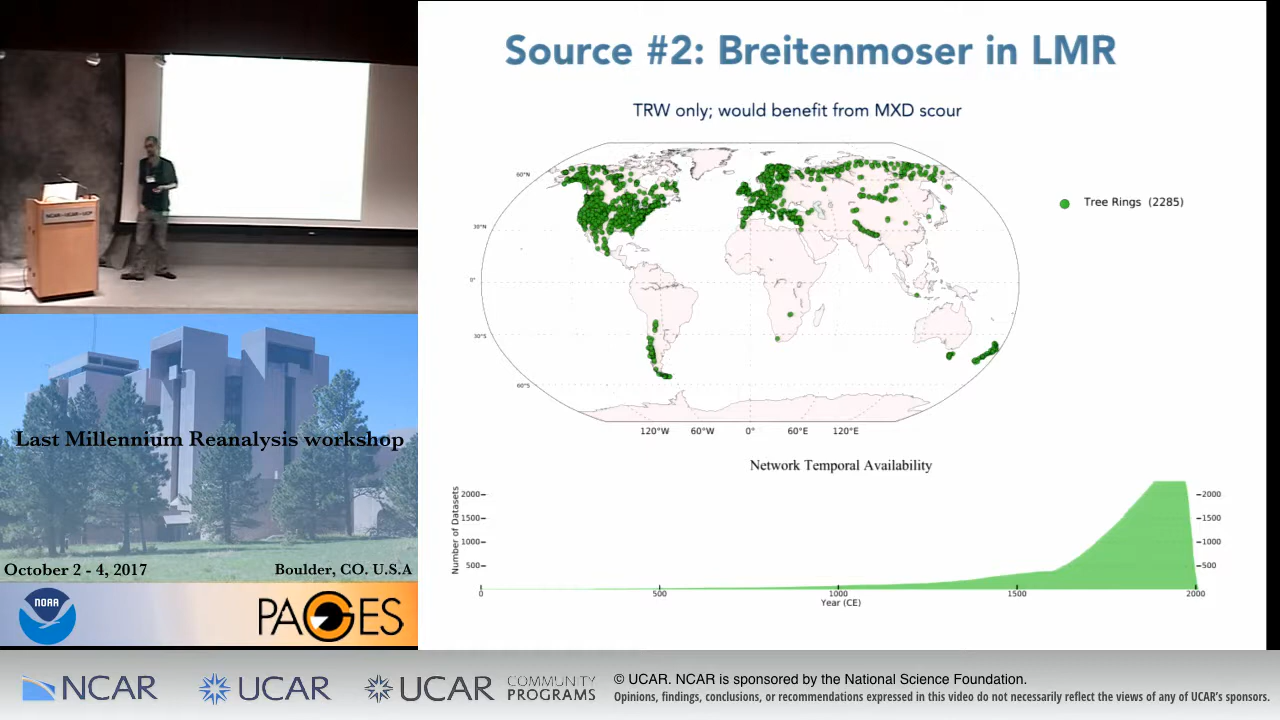 Source #2: Breitenmoser in LMR
TRW only; would benefit from MXD scour
60°N
30°N
0°
30°S
60°S
120°W 60°W 0° 60°E 120°E
Tree Rings (2285)
Network Temporal Availability
Number of Datasets
2000
1500
1000
500
2000
1500
1000
500
0 500 1000 1500 2000
Year (CE)
NCAR-UCAR-UCP
Last Millennium Reanalysis workshop
October 2 - 4, 2017 Boulder, CO. U.S.A
NOAA
PAGES
NCAR
UCAR
UCAR COMMUNITY PROGRAMS
© UCAR. NCAR is sponsored by the National Science Foundation.
Opinions, findings, conclusions, or recommendations expressed in this video do not necessarily reflect the views of any of UCAR's sponsors.